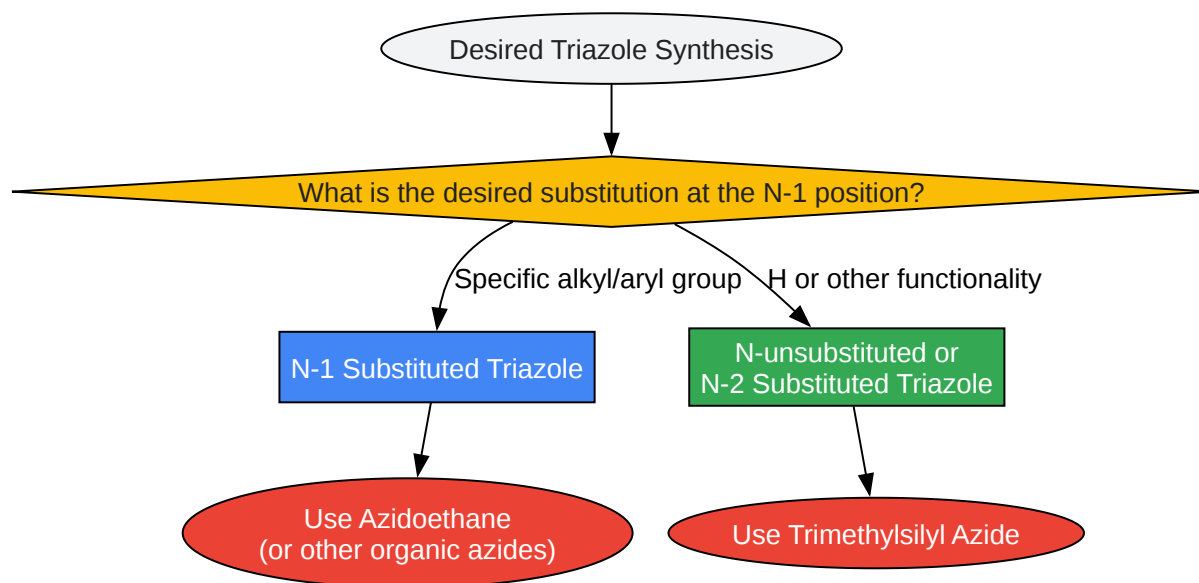 Desired Triazole Synthesis
What is the desired substitution at the N-1 position?
Specific alkyl/aryl group
H or other functionality
N-1 Substituted Triazole
N-unsubstituted or
N-2 Substituted Triazole
Use Azidoethane
(or other organic azides)
Use Trimethylsilyl Azide